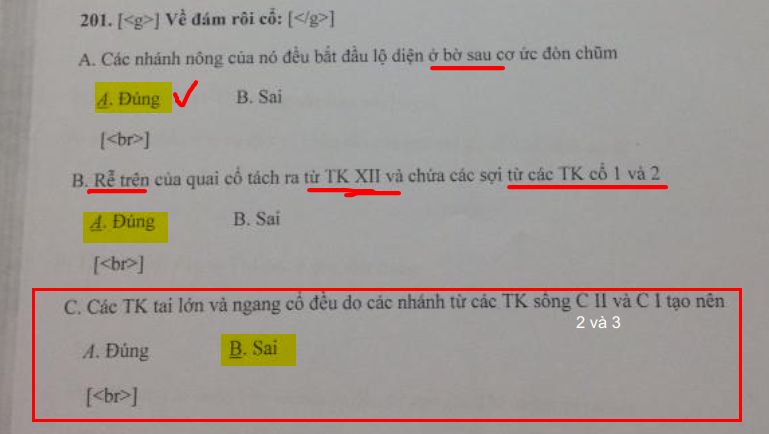 201. [<g>] Về đám rối cổ: [</g>]
A. Các nhánh nông của nó đều bắt đầu lộ diện ở bờ sau cơ ức đòn chũm
A. Đúng B. Sai
[<br>]
B. Rễ trên của quai cổ tách ra từ TK XII và chứa các sợi từ các TK cổ 1 và 2
A. Đúng B. Sai
[<br>]
C. Các TK tai lớn và ngang cổ đều do các nhánh từ các TK sống C II và C I tạo nên
2 và 3
A. Đúng B. Sai
[<br>]